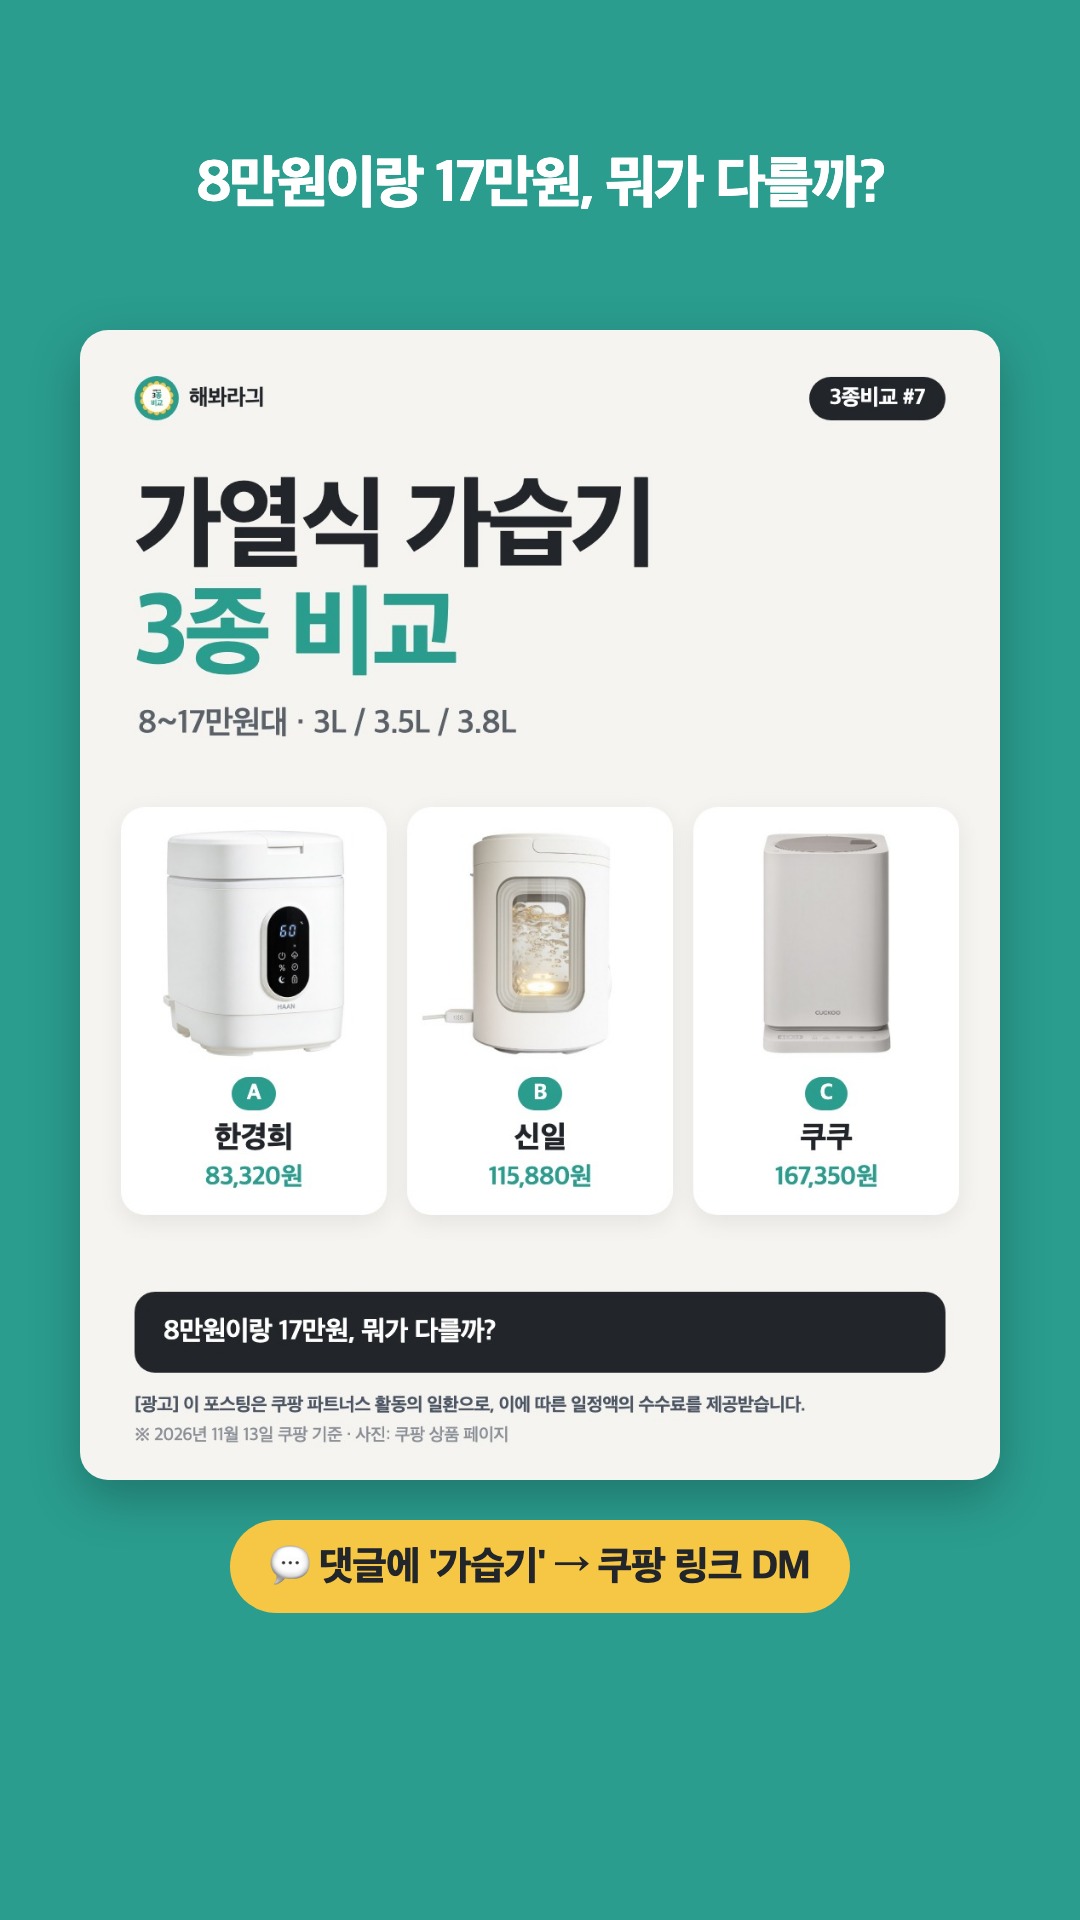 8만원이랑 17만원, 뭐가 다를까?
3종
비교
해봐라긔
3종비교 #7
가열식 가습기
3종 비교
8~17만원대 · 3L / 3.5L / 3.8L
60
HAAN
CUCKOO
A
B
C
한경희
신일
쿠쿠
83,320원
115,880원
167,350원
8만원이랑 17만원, 뭐가 다를까?
[광고] 이 포스팅은 쿠팡 파트너스 활동의 일환으로, 이에 따른 일정액의 수수료를 제공받습니다.
※ 2026년 11월 13일 쿠팡 기준 · 사진: 쿠팡 상품 페이지
💬 댓글에 '가습기' → 쿠팡 링크 DM